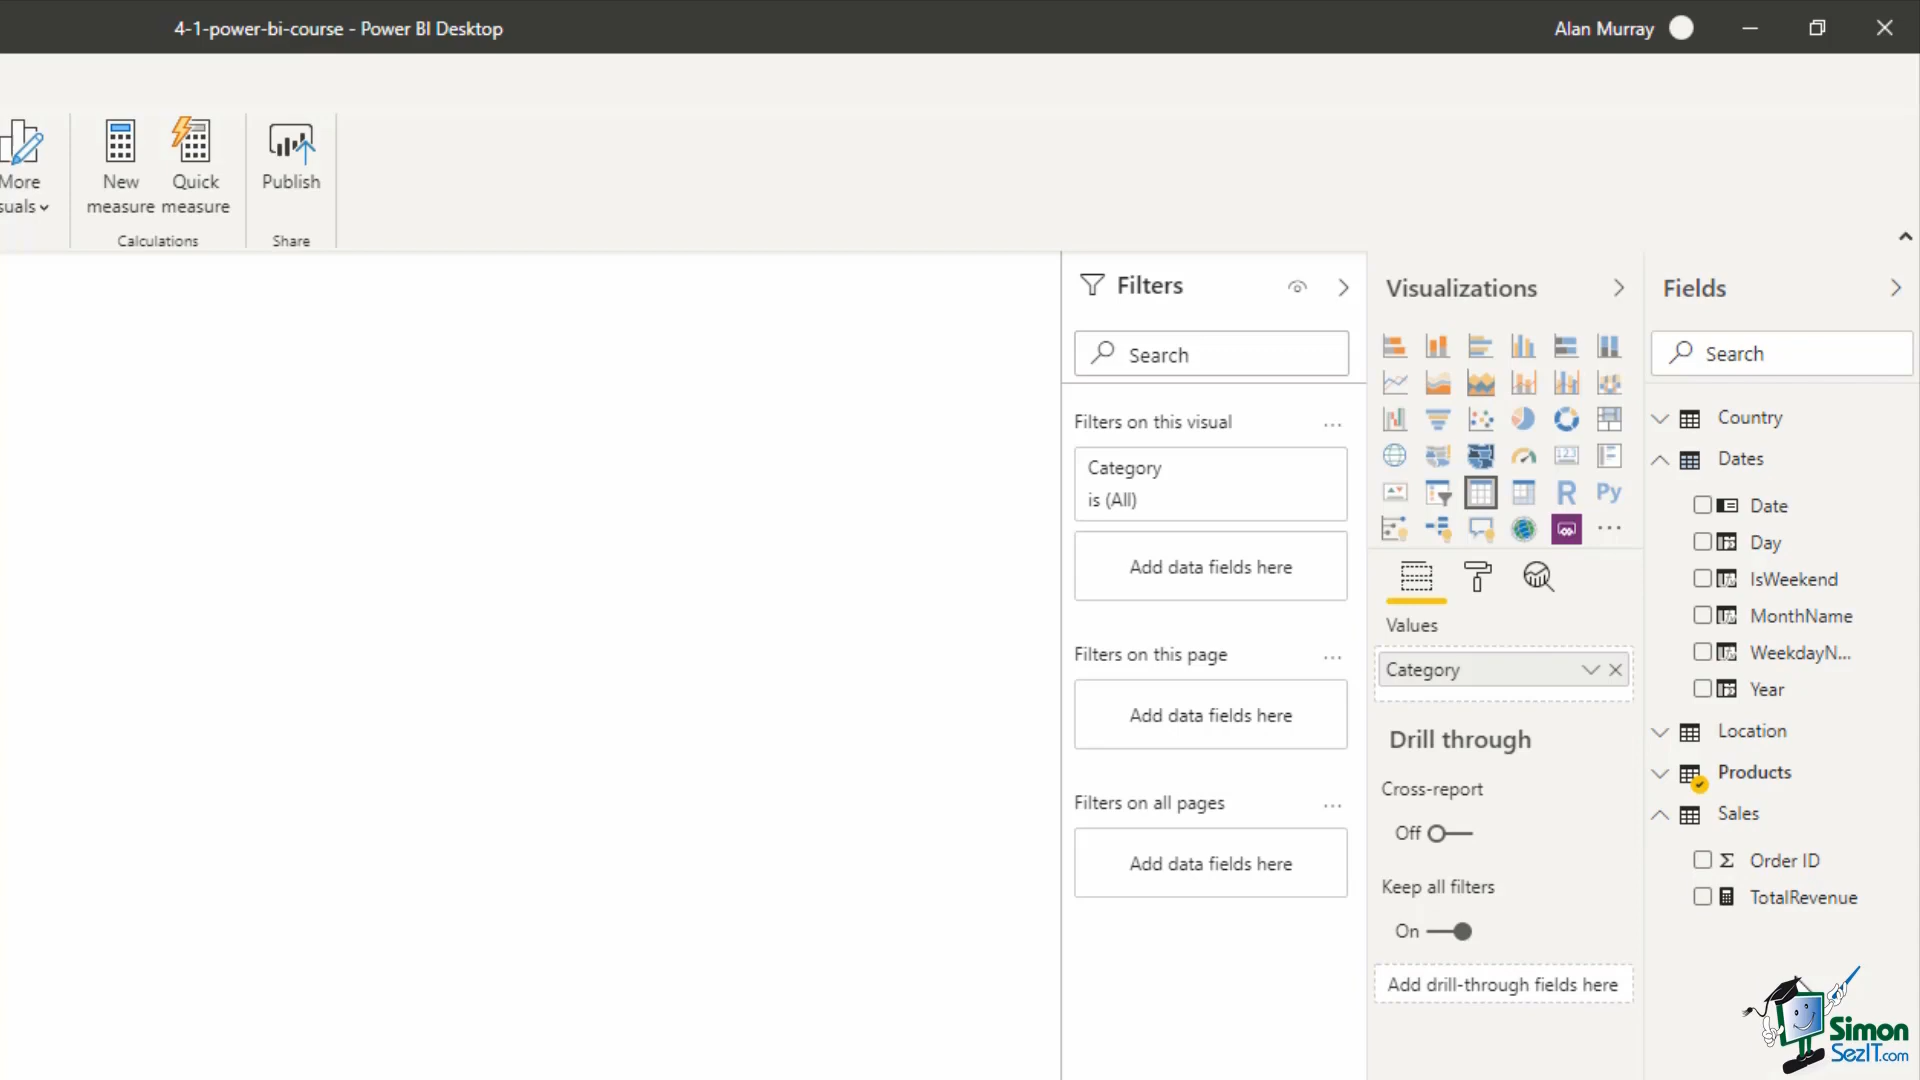 4-1-power-bi-course - Power BI Desktop
Alan Murray
More
suals
New
measure
Quick
measure
Publish
Calculations
Share
Filters
Search
Filters on this visual
Category
is (All)
Add data fields here
Filters on this page
Add data fields here
Filters on all pages
Add data fields here
Visualizations
123
R
Py
Values
Category
Drill through
Cross-report
Off
Keep all filters
On
Add drill-through fields here
Fields
Search
Country
Dates
Date
Day
IsWeekend
MonthName
WeekdayN...
Year
Location
Products
Sales
Σ Order ID
TotalRevenue
Simon
SezIT.com